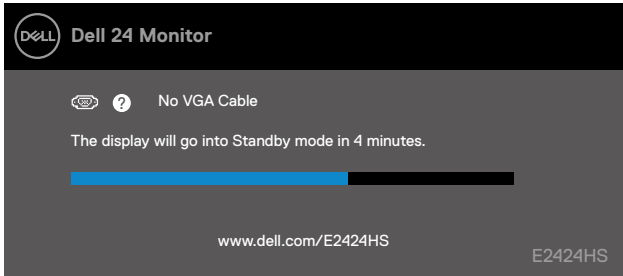 DELL Dell 24 Monitor
? No VGA Cable
The display will go into Standby mode in 4 minutes.
www.dell.com/E2424HS
E2424HS